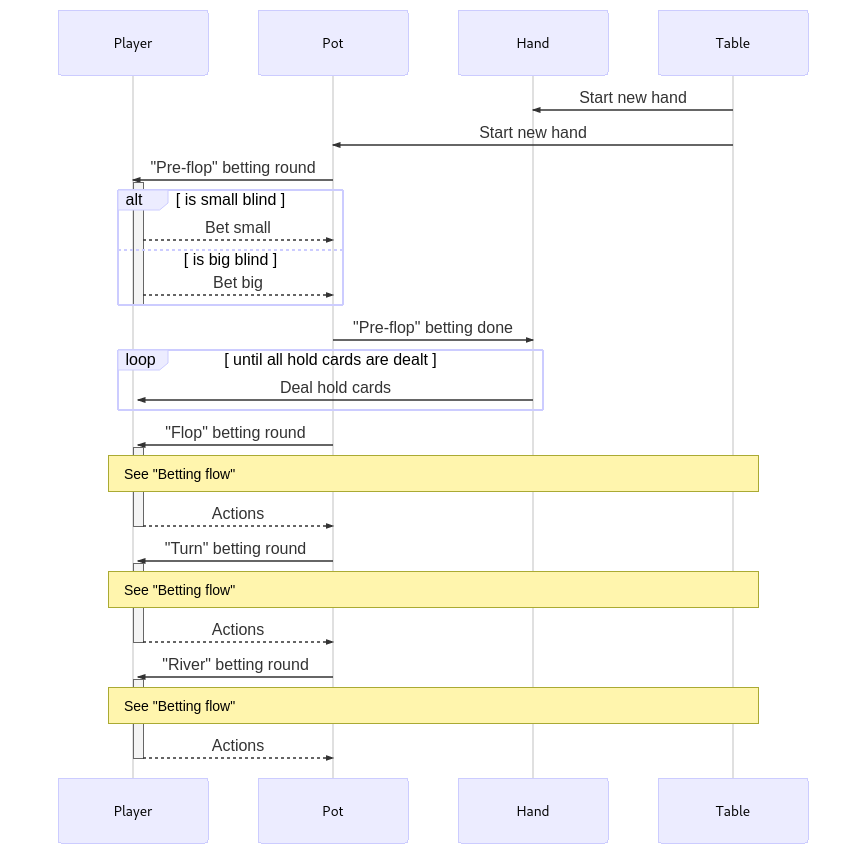 Player
Pot
Hand
Table
Start new hand
Start new hand
"Pre-flop" betting round
alt
[ is small blind ]
Bet small
[ is big blind ]
Bet big
"Pre-flop" betting done
loop
[ until all hold cards are dealt ]
Deal hold cards
"Flop" betting round
See "Betting flow"
Actions
"Turn" betting round
See "Betting flow"
Actions
"River" betting round
See "Betting flow"
Actions
Player
Pot
Hand
Table